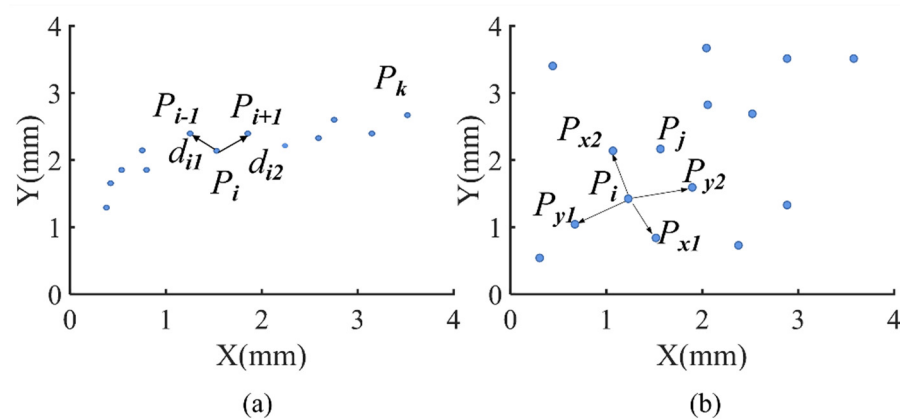 4 4
P_k
P_{i-1} P_{i+1}
3 3
P_{x2} P_j
d_{i1} d_{i2}
P_i
2 2
P_i P_{y2}
P_{y1}
P_{x1}
1 1
Y(mm) Y(mm)
0 0
0 1 2 3 4 0 1 2 3 4
X(mm) X(mm)
(a) (b)